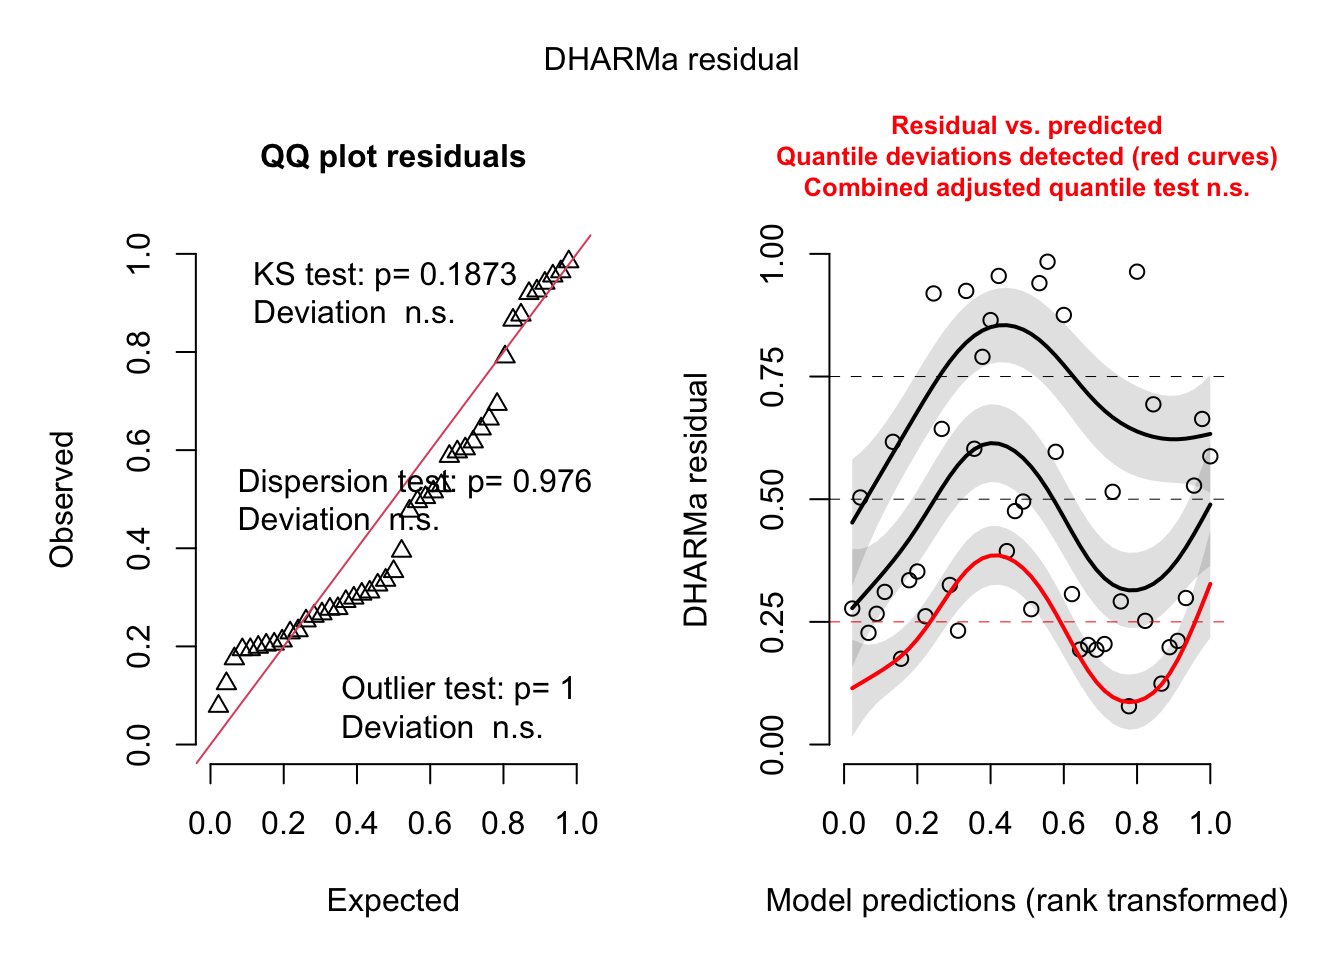 DHARMa residual
QQ plot residuals
KS test: p= 0.1873
Deviation  n.s.
Dispersion test: p= 0.976
Deviation  n.s.
Outlier test: p= 1
Deviation  n.s.
Observed
0.0
0.2
0.4
0.6
0.8
1.0
0.0 0.2 0.4 0.6 0.8 1.0
Expected
Residual vs. predicted
Quantile deviations detected (red curves)
Combined adjusted quantile test n.s.
DHARMa residual
0.00
0.25
0.50
0.75
1.00
0.0 0.2 0.4 0.6 0.8 1.0
Model predictions (rank transformed)